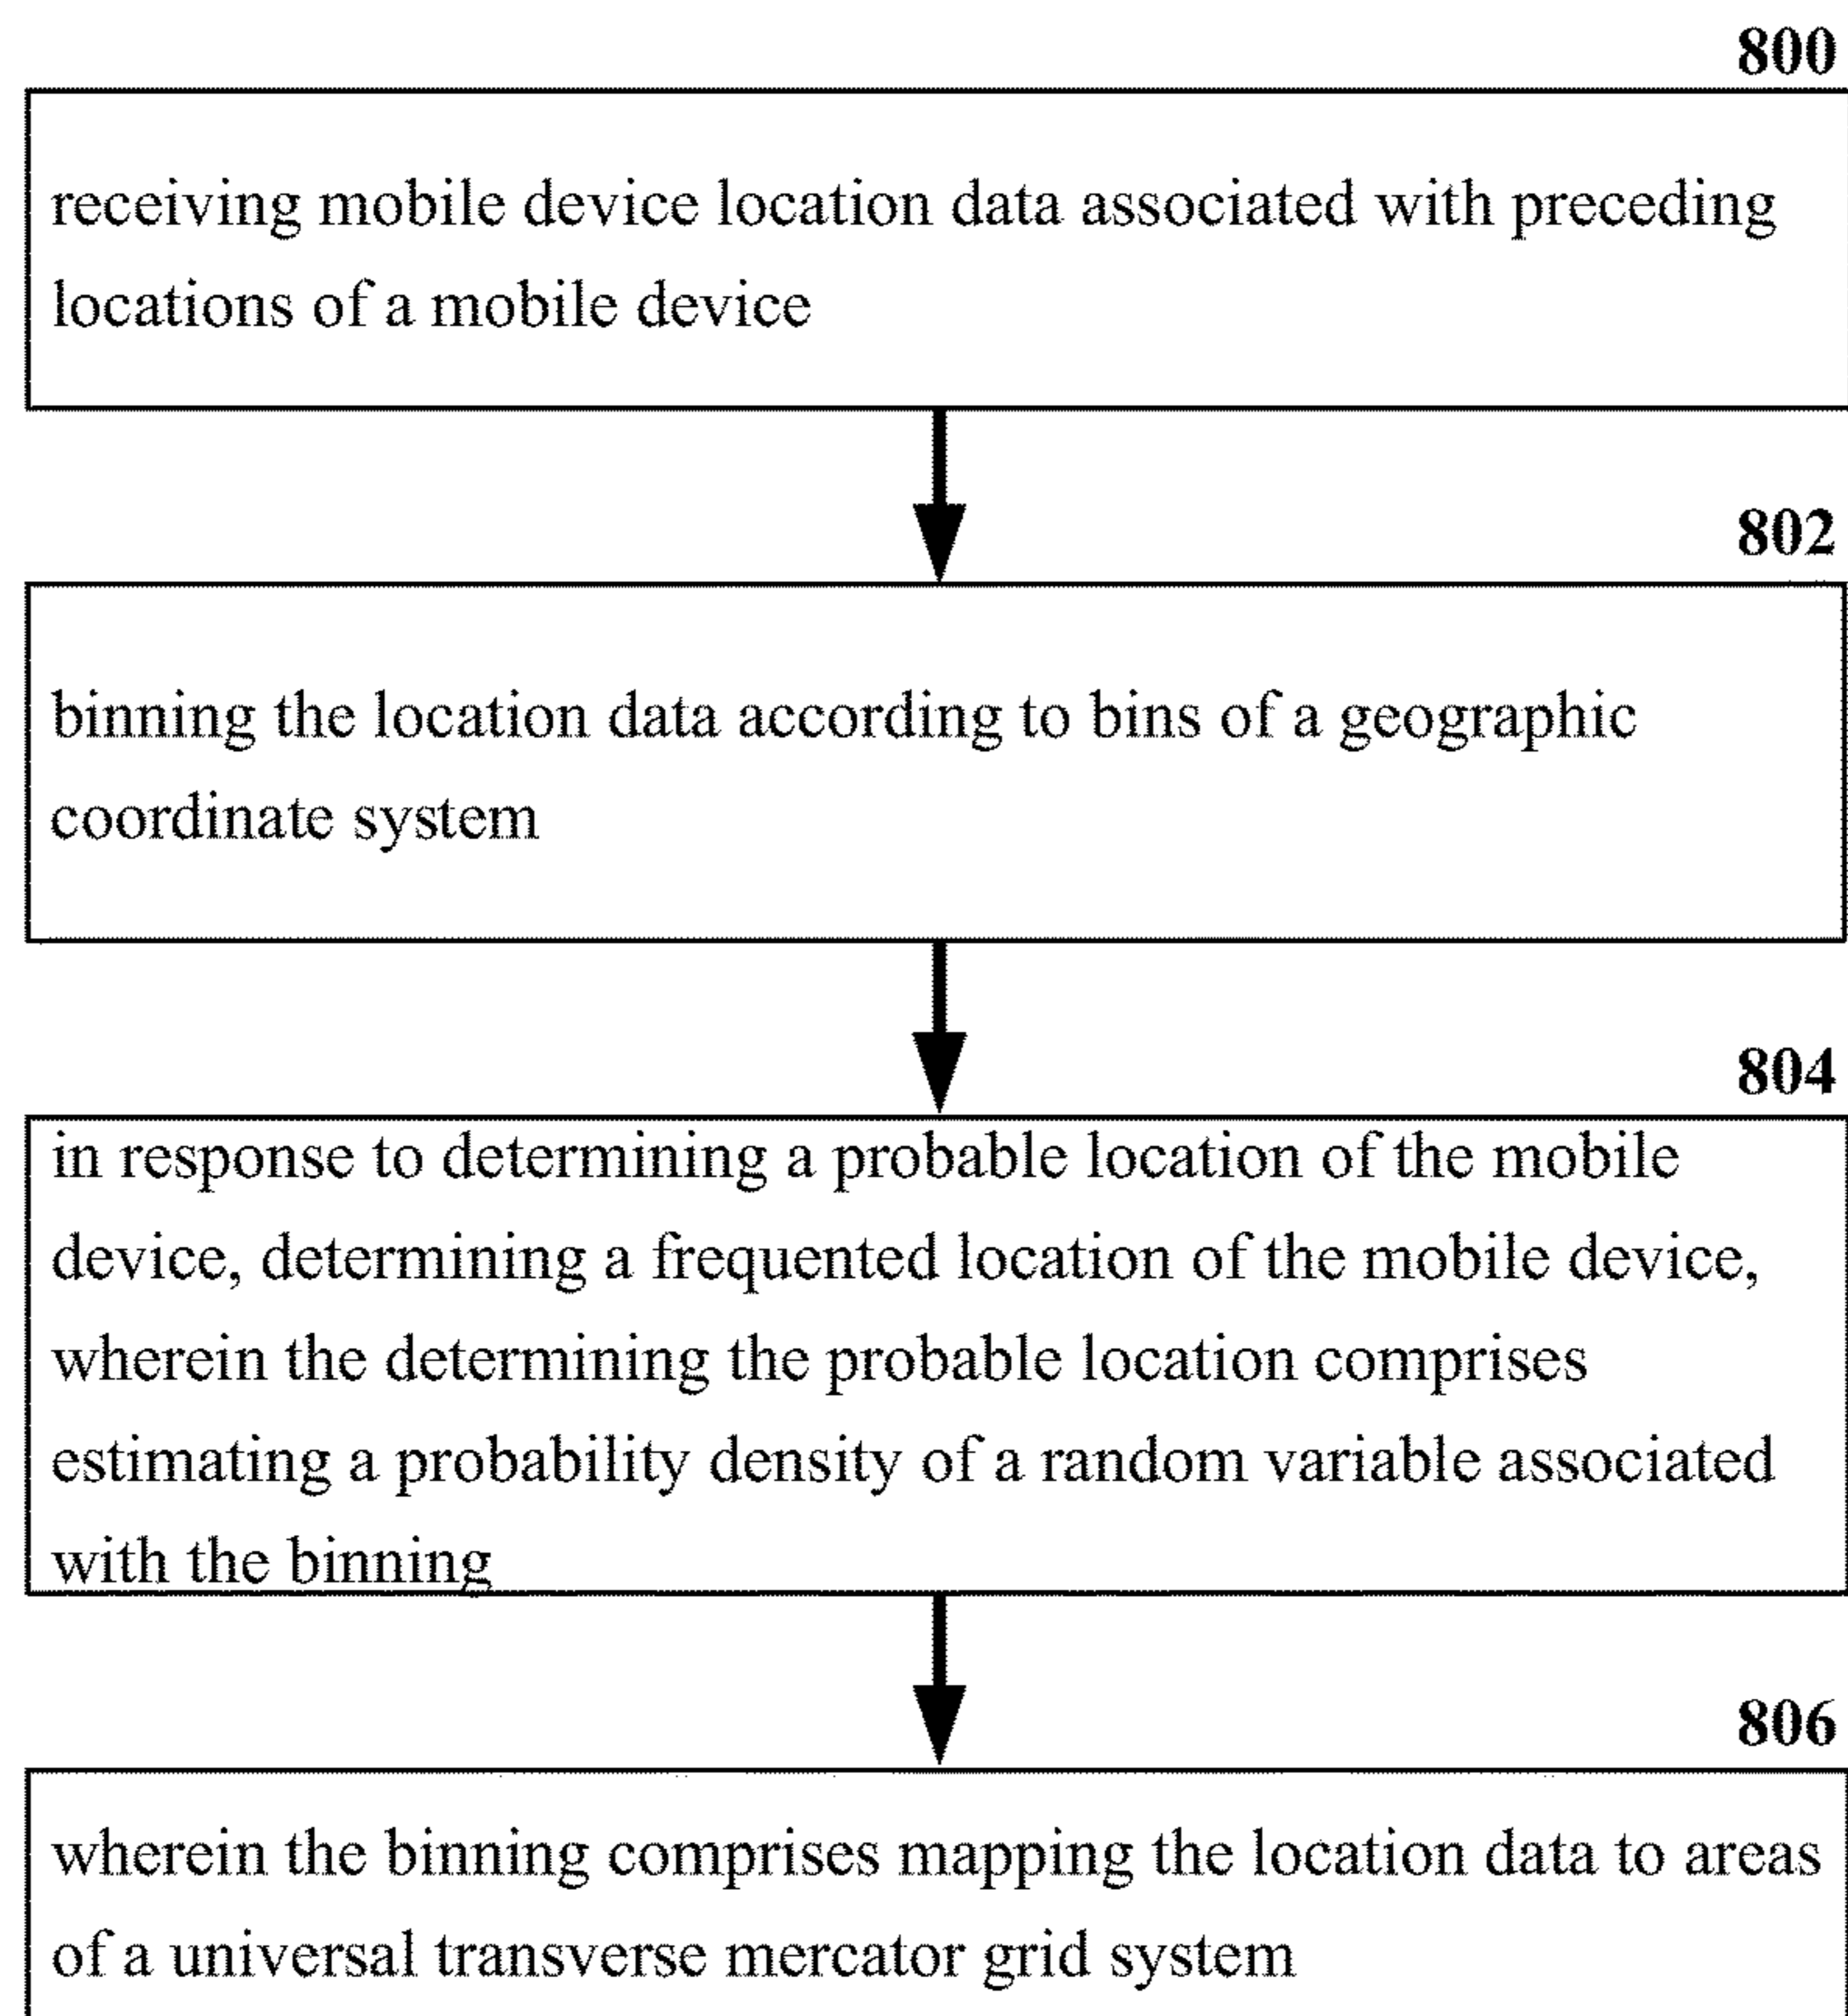 800
receiving mobile device location data associated with preceding
locations of a mobile device
802
binning the location data according to bins of a geographic
coordinate system
804
in response to determining a probable location of the mobile
device, determining a frequented location of the mobile device,
wherein the determining the probable location comprises
estimating a probability density of a random variable associated
with the binning
806
wherein the binning comprises mapping the location data to areas
of a universal transverse mercator grid system